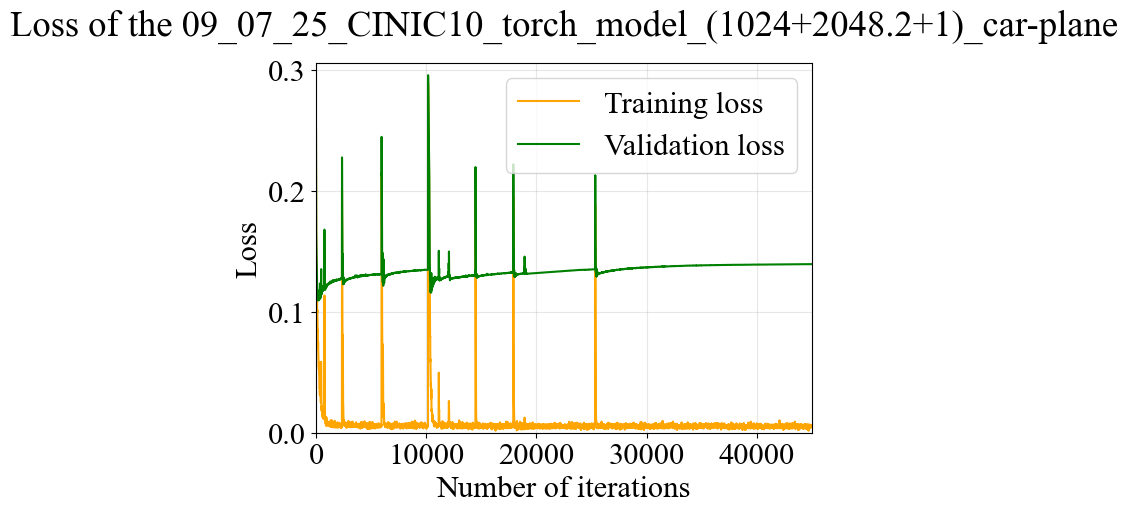 Loss of the 09_07_25_CINIC10_torch_model_(1024+2048.2+1)_car-plane
Training loss
Validation loss
0.3
0.2
0.1
0.0
Loss
0 10000 20000 30000 40000
Number of iterations